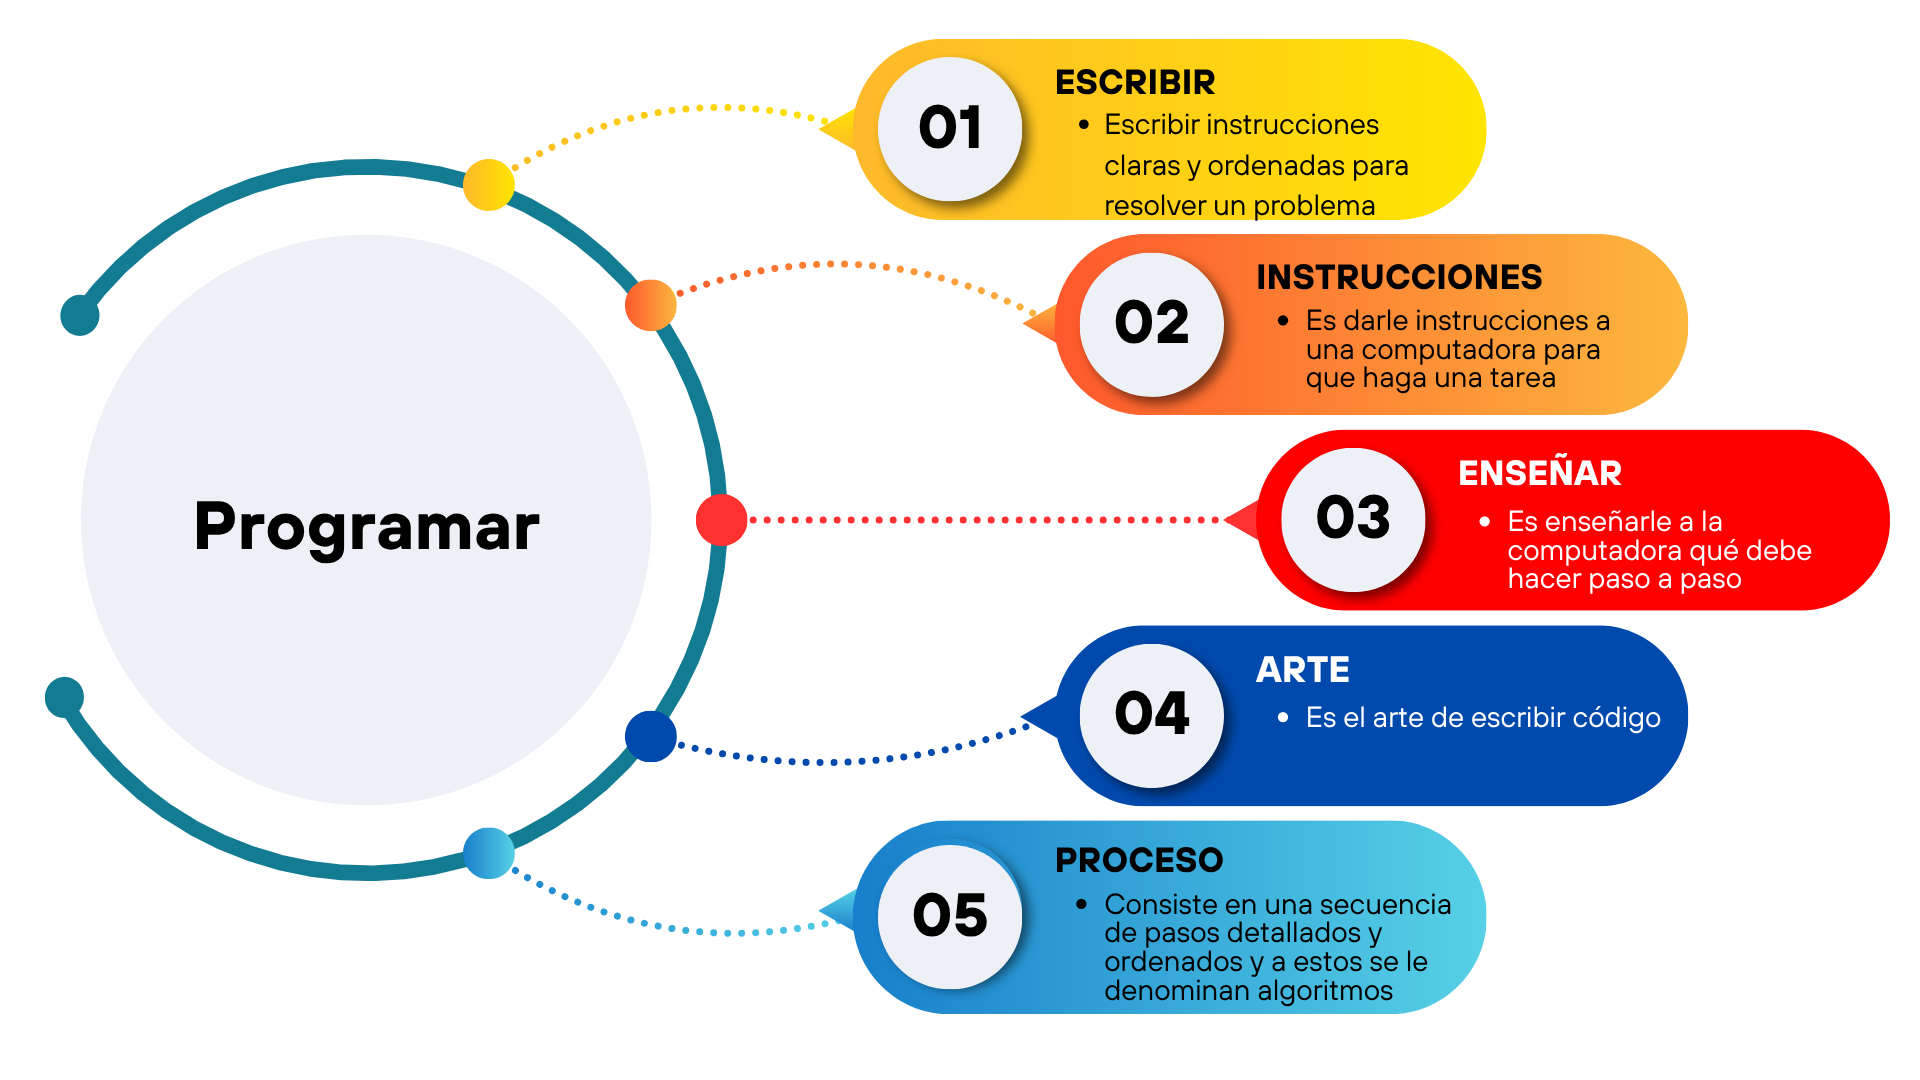 Programar
01
ESCRIBIR
• Escribir instrucciones
claras y ordenadas para
resolver un problema
02
INSTRUCCIONES
• Es darle instrucciones a
una computadora para
que haga una tarea
03
ENSEÑAR
• Es enseñarle a la
computadora qué debe
hacer paso a paso
04
ARTE
• Es el arte de escribir código
05
PROCESO
• Consiste en una secuencia
de pasos detallados y
ordenados y a estos se le
denominan algoritmos